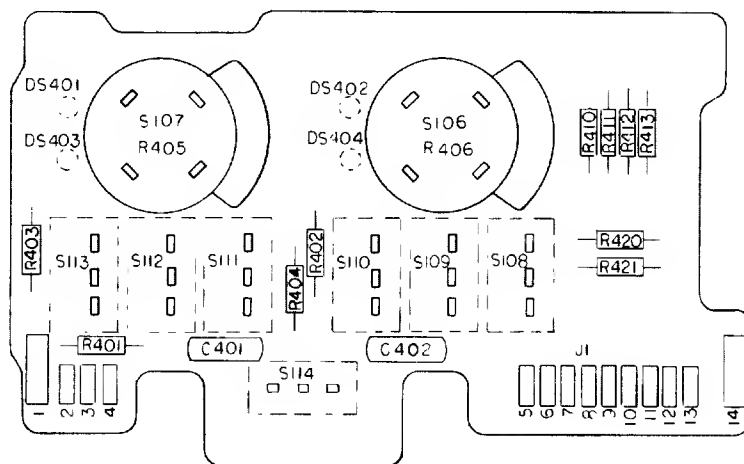 DS401
DS402
S107
S106
DS403
R405
DS404
R406
R410
R411
R412
R413
R403
R402
R420
S113
S112
S111
R404
S110
S109
S108
R421
R401
C401
C402
J1
S114
1
2
3
4
5
6
7
8
9
10
11
12
13
14